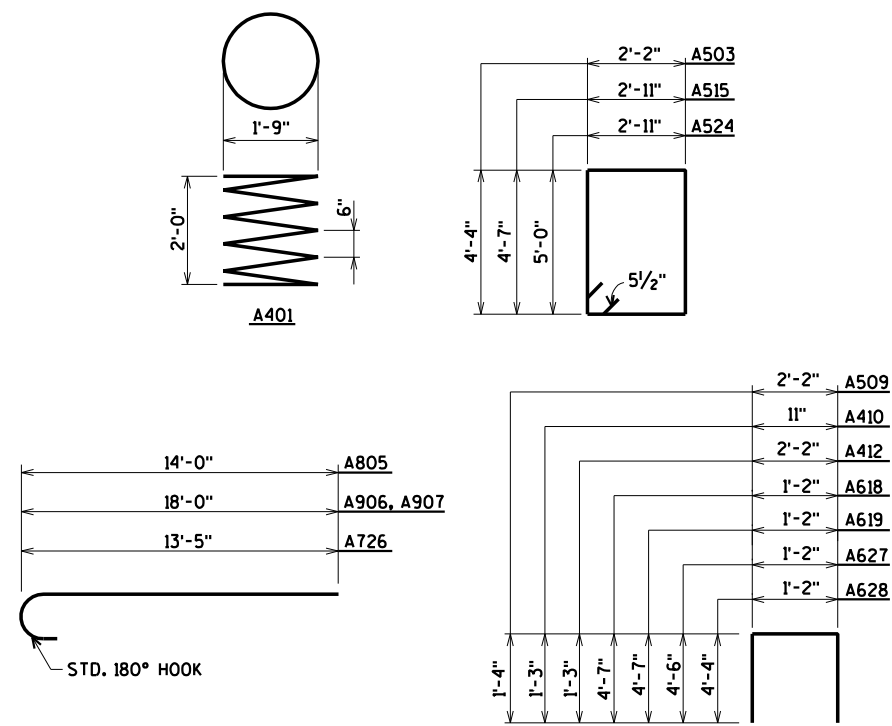 1'-9"
2'-0"
6"
A401
2'-2" A503
2'-11" A515
2'-11" A524
4'-4"
4'-7"
5'-0"
5 1/2"
14'-0" A805
18'-0" A906, A907
13'-5" A726
STD. 180° HOOK
2'-2" A509
11" A410
2'-2" A412
1'-2" A618
1'-2" A619
1'-2" A627
1'-2" A628
1'-4"
1'-3"
1'-3"
4'-7"
4'-7"
4'-6"
4'-4"